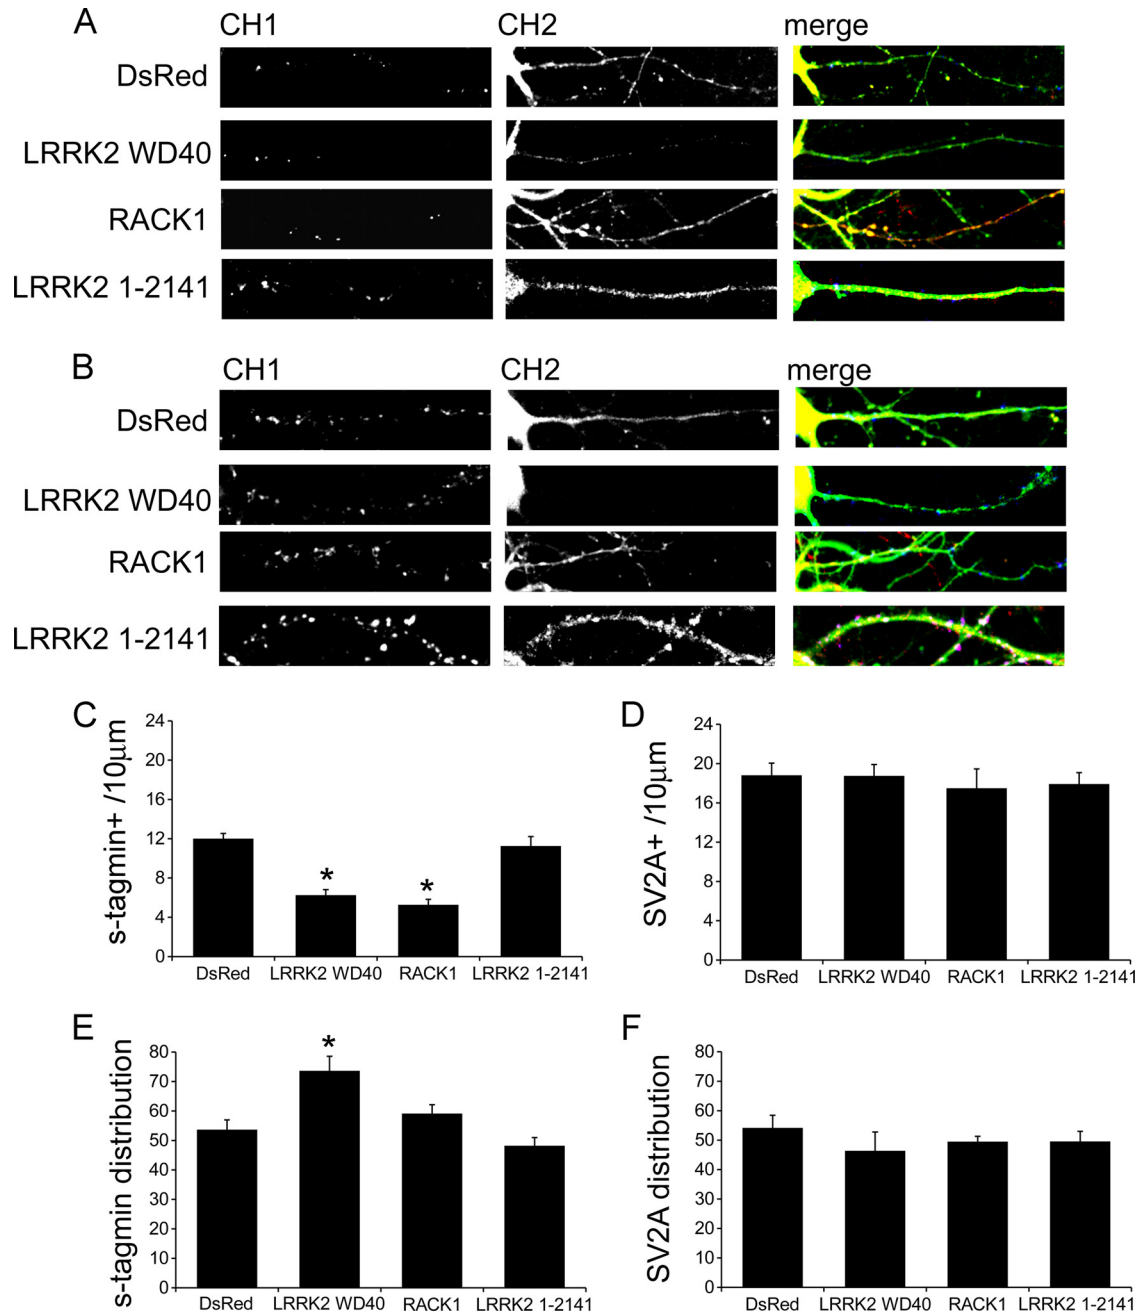 A
CH1 CH2 merge
DsRed
LRRK2 WD40
RACK1
LRRK2 1-2141
B
CH1 CH2 merge
DsRed
LRRK2 WD40
RACK1
LRRK2 1-2141
C
s-tagmin+ /10µm
24
20
16
12
8
4
0
* *
DsRed LRRK2 WD40 RACK1 LRRK2 1-2141
D
SV2A+ /10µm
24
20
16
12
8
4
0
DsRed LRRK2 WD40 RACK1 LRRK2 1-2141
E
s-tagmin distribution
80
70
60
50
40
30
20
10
0
*
DsRed LRRK2 WD40 RACK1 LRRK2 1-2141
F
SV2A distribution
80
70
60
50
40
30
20
10
0
DsRed LRRK2 WD40 RACK1 LRRK2 1-2141